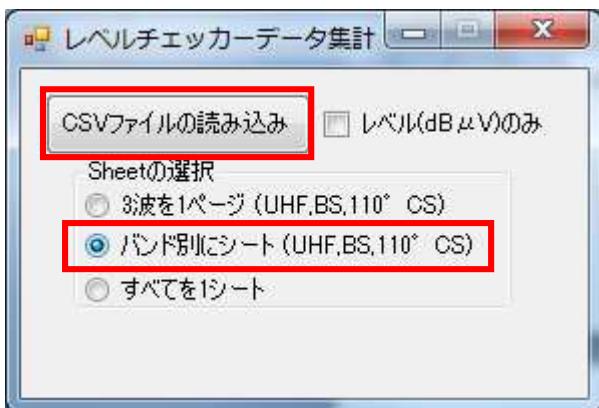 レベルチェッカーデータ集計
CSVファイルの読み込み
レベル(dBμV)のみ
Sheetの選択
3波を1ページ (UHF,BS,110° CS)
バンド別にシート (UHF,BS,110° CS)
すべてを1シート